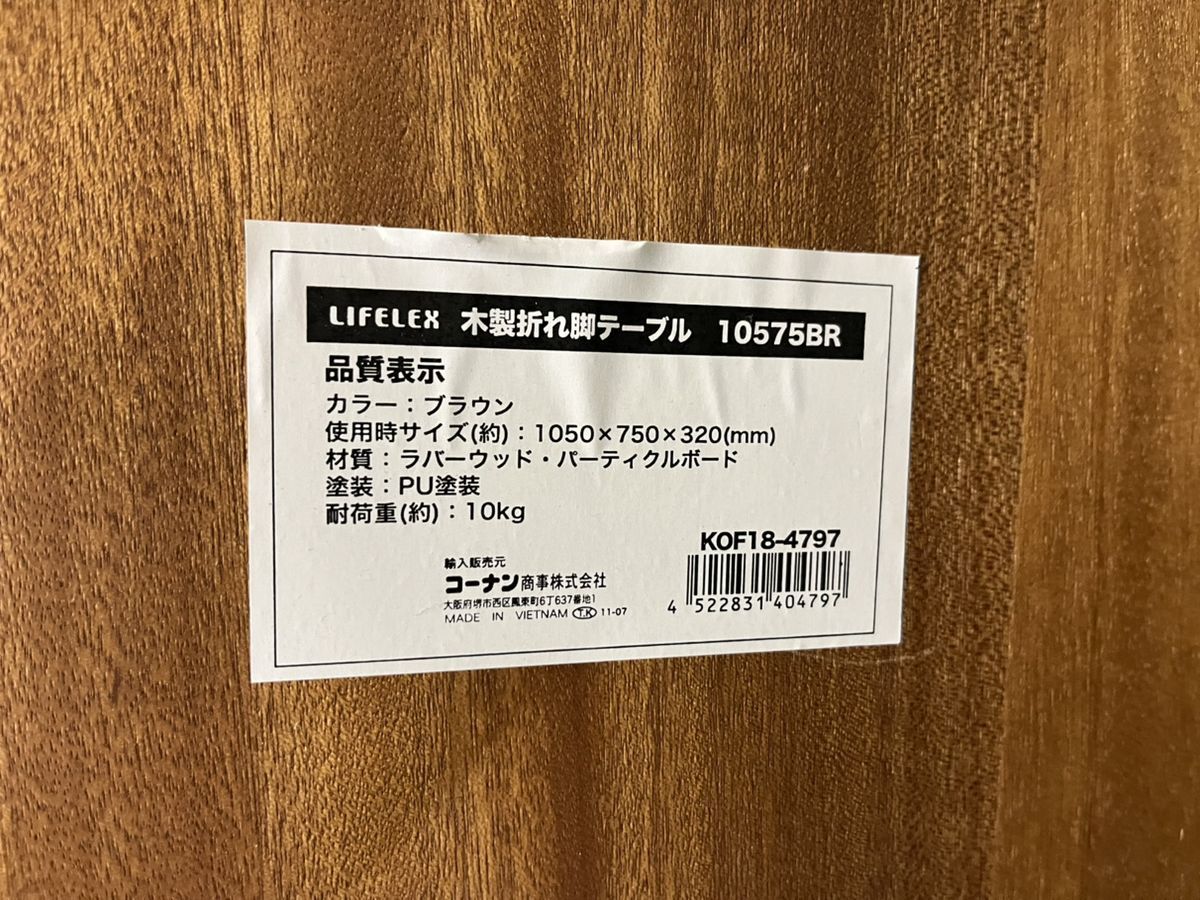 LIFELEX 木製折れ脚テーブル 10575BR
品質表示
カラー：ブラウン
使用時サイズ(約)：1050×750×320(mm)
材質：ラバーウッド・パーティクルボード
塗装：PU塗装
耐荷重(約)：10kg
KOF18-4797
輸入販売元
コーナン商事株式会社
大阪府堺市西区鳳東町6丁637番地1
MADE IN VIETNAM T.K 11-07
4 522831 404797